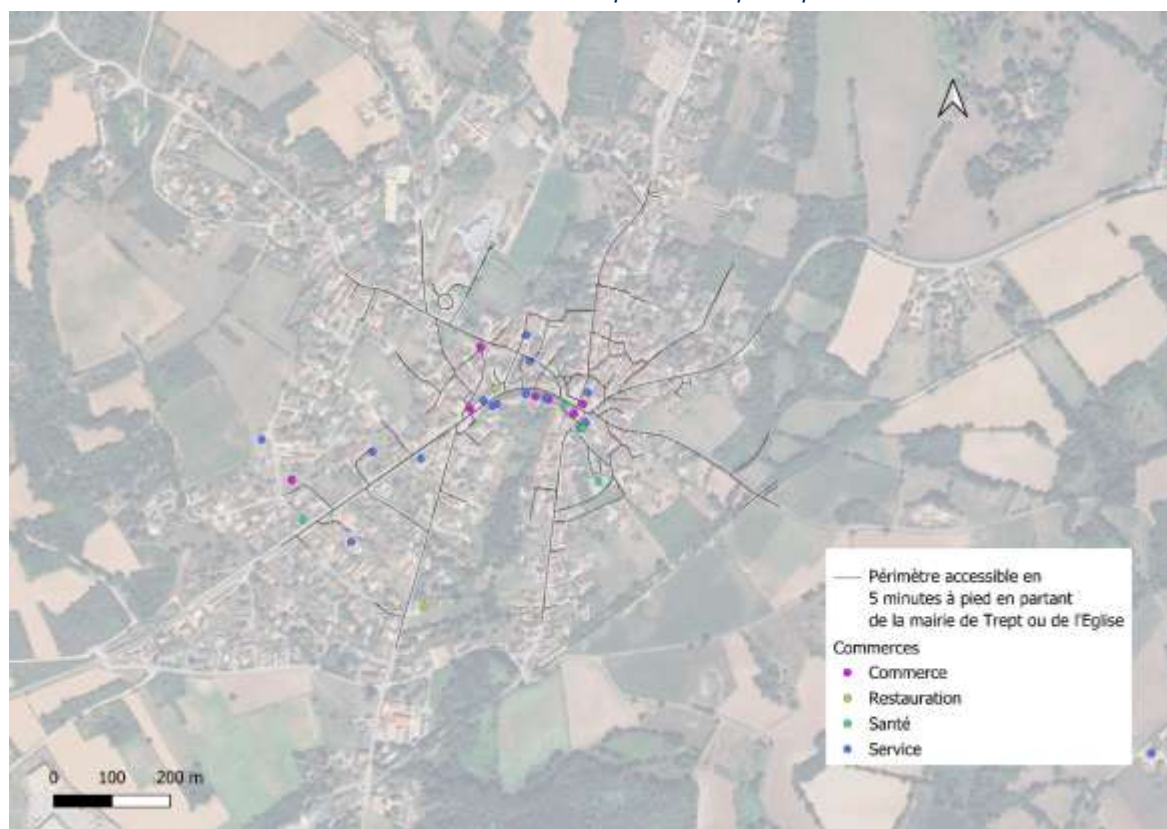 Périmètre accessible en
5 minutes à pied en partant
de la mairie de Trept ou de l'Eglise
Commerces
Commerce
Restauration
Santé
Service
0 100 200 m